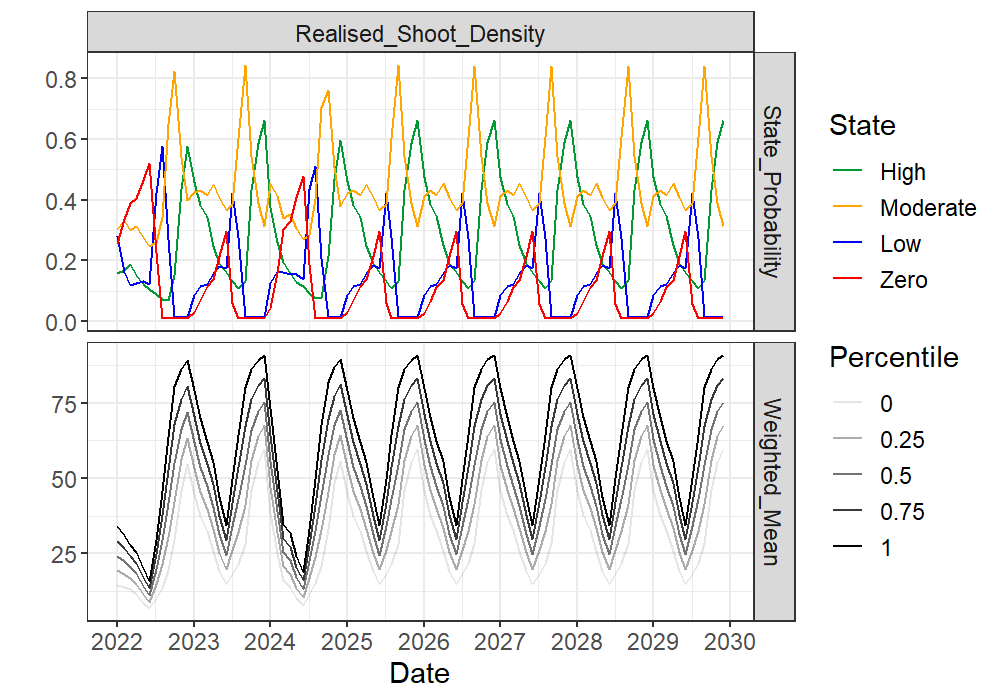 Realised_Shoot_Density
0.8
0.6
0.4
0.2
0.0
State_Probability
75
50
25
Weighted_Mean
2022 2023 2024 2025 2026 2027 2028 2029 2030
Date
State
High
Moderate
Low
Zero
Percentile
0
0.25
0.5
0.75
1